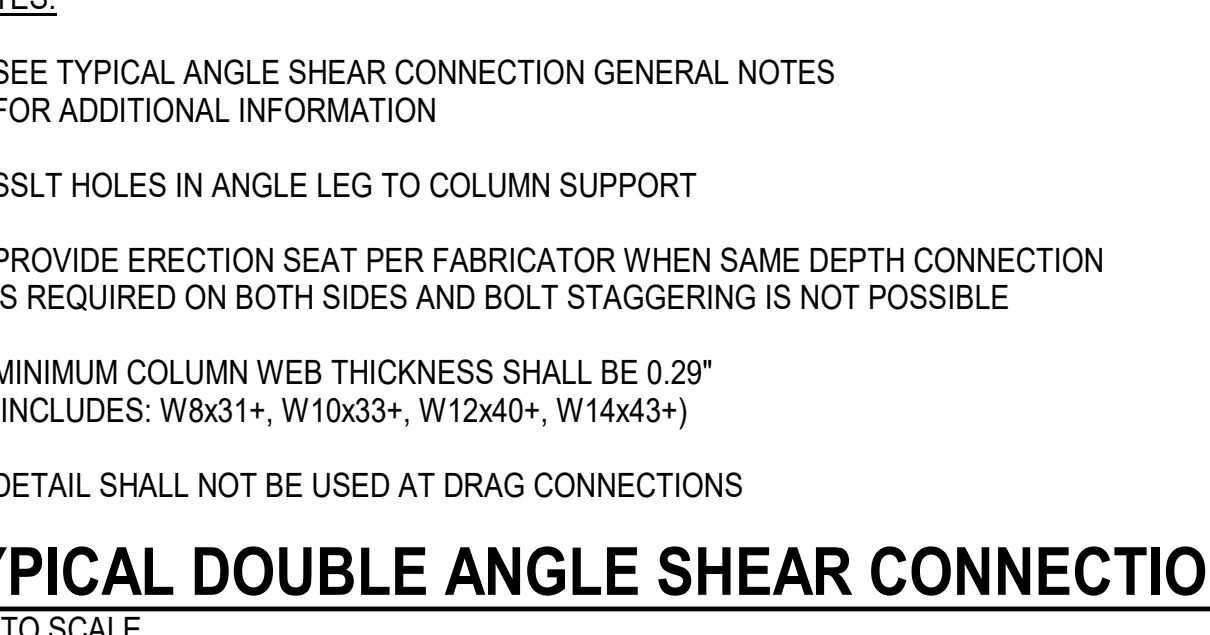 TES:
SEE TYPICAL ANGLE SHEAR CONNECTION GENERAL NOTES
FOR ADDITIONAL INFORMATION
SSLT HOLES IN ANGLE LEG TO COLUMN SUPPORT
PROVIDE ERECTION SEAT PER FABRICATOR WHEN SAME DEPTH CONNECTION
S REQUIRED ON BOTH SIDES AND BOLT STAGGERING IS NOT POSSIBLE
MINIMUM COLUMN WEB THICKNESS SHALL BE 0.29"
INCLUDES: W8x31+, W10x33+, W12x40+, W14x43+)
DETAIL SHALL NOT BE USED AT DRAG CONNECTIONS
YPICAL DOUBLE ANGLE SHEAR CONNECTIO
TO SCALE